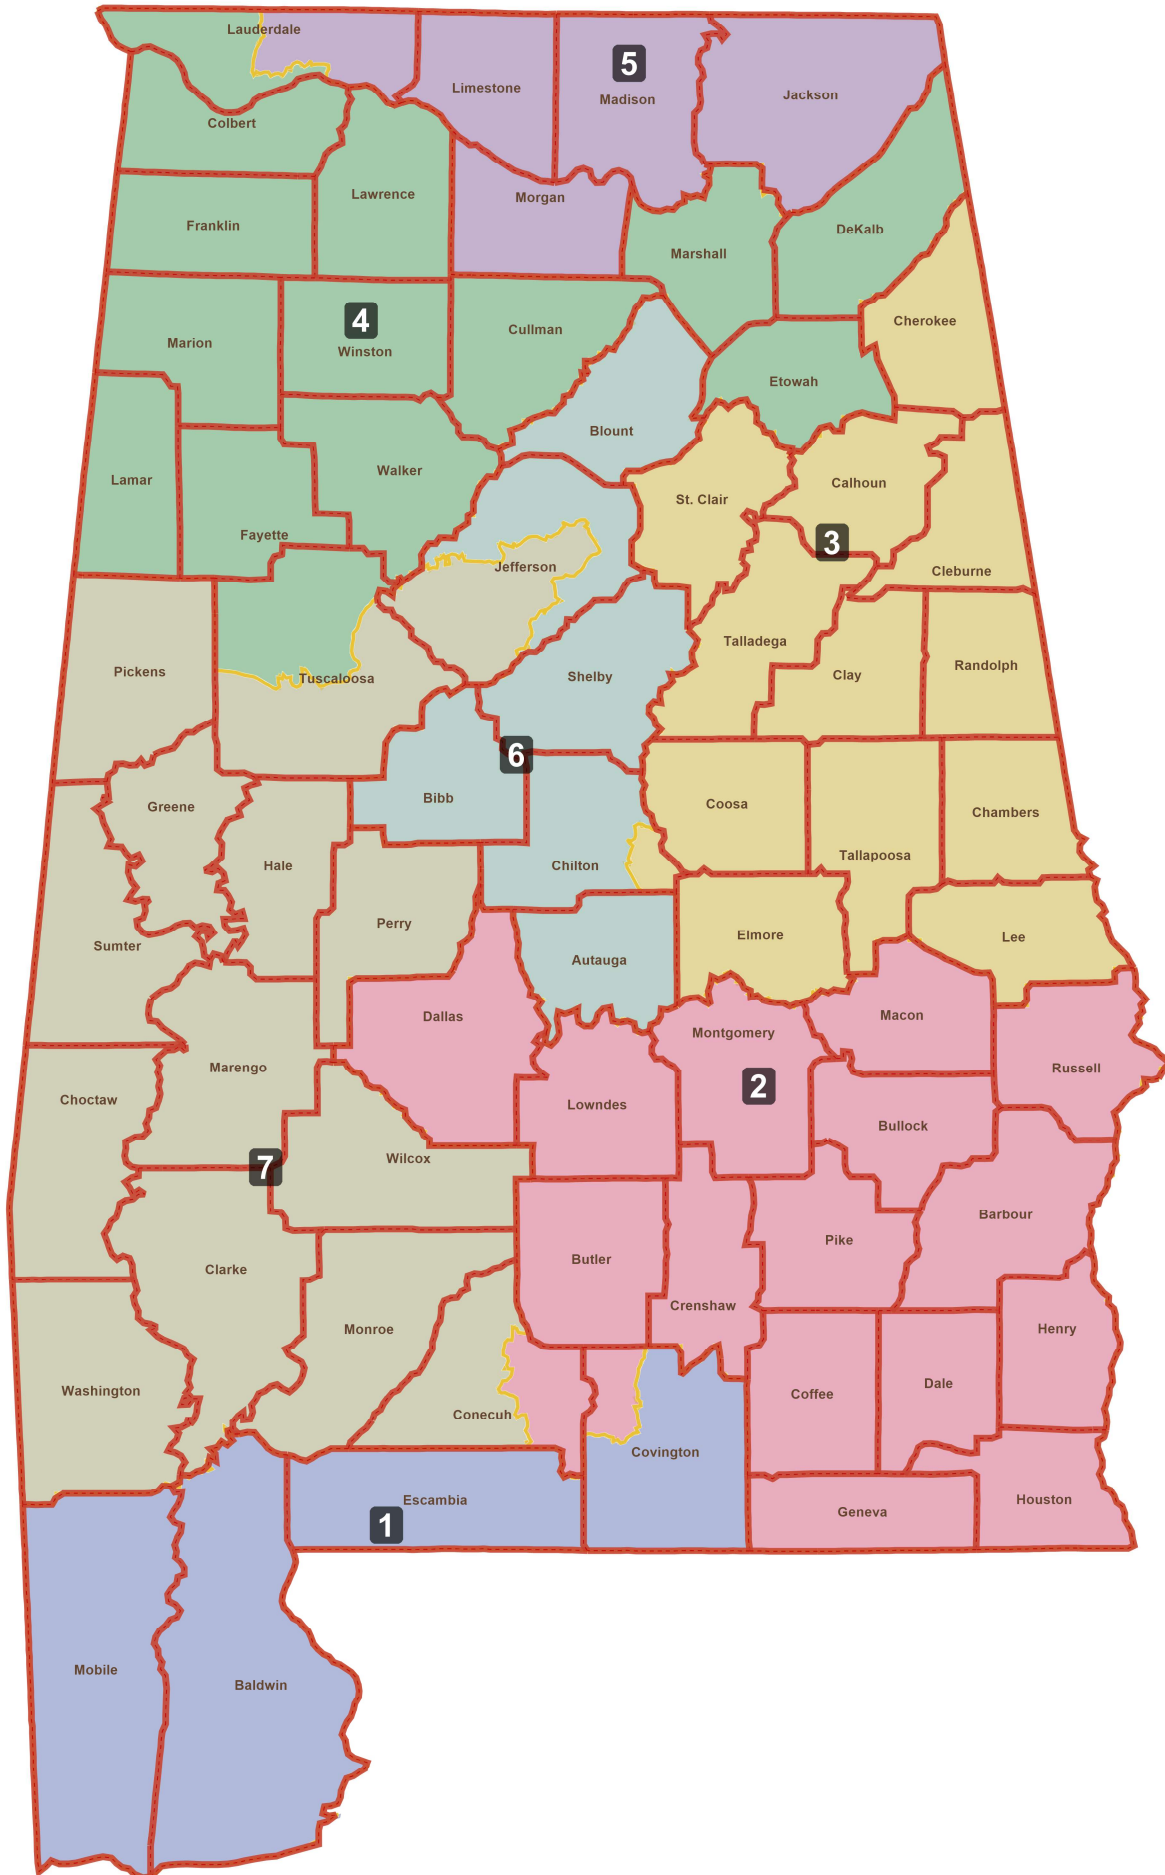 Lauderdale
5
Limestone
Madison
Jackson
Colbert
Lawrence
Morgan
Franklin
DeKalb
Marshall
4
Cherokee
Marion
Winston
Cullman
Etowah
Blount
Lamar
Walker
St. Clair
Calhoun
Fayette
3
Jefferson
Cleburne
Talladega
Pickens
Tuscaloosa
Shelby
Clay
Randolph
6
Bibb
Greene
Coosa
Chambers
Hale
Chilton
Tallapoosa
Perry
Sumter
Autauga
Elmore
Lee
Dallas
Montgomery
Macon
Marengo
Russell
2
Choctaw
Lowndes
Bullock
7
Wilcox
Barbour
Clarke
Butler
Pike
Monroe
Crenshaw
Henry
Washington
Conecuh
Coffee
Dale
Covington
Escambia
1
Geneva
Houston
Mobile
Baldwin